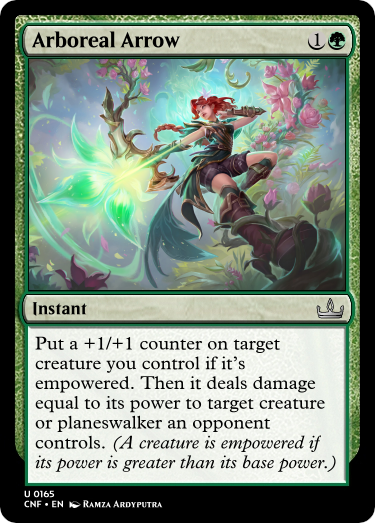 Arboreal Arrow 1
Instant
Put a +1/+1 counter on target
creature you control if it's
empowered. Then it deals damage
equal to its power to target creature
or planeswalker an opponent
controls. (A creature is empowered if
its power is greater than its base power.)
U 0165
CNF • EN Ramza Ardyputra